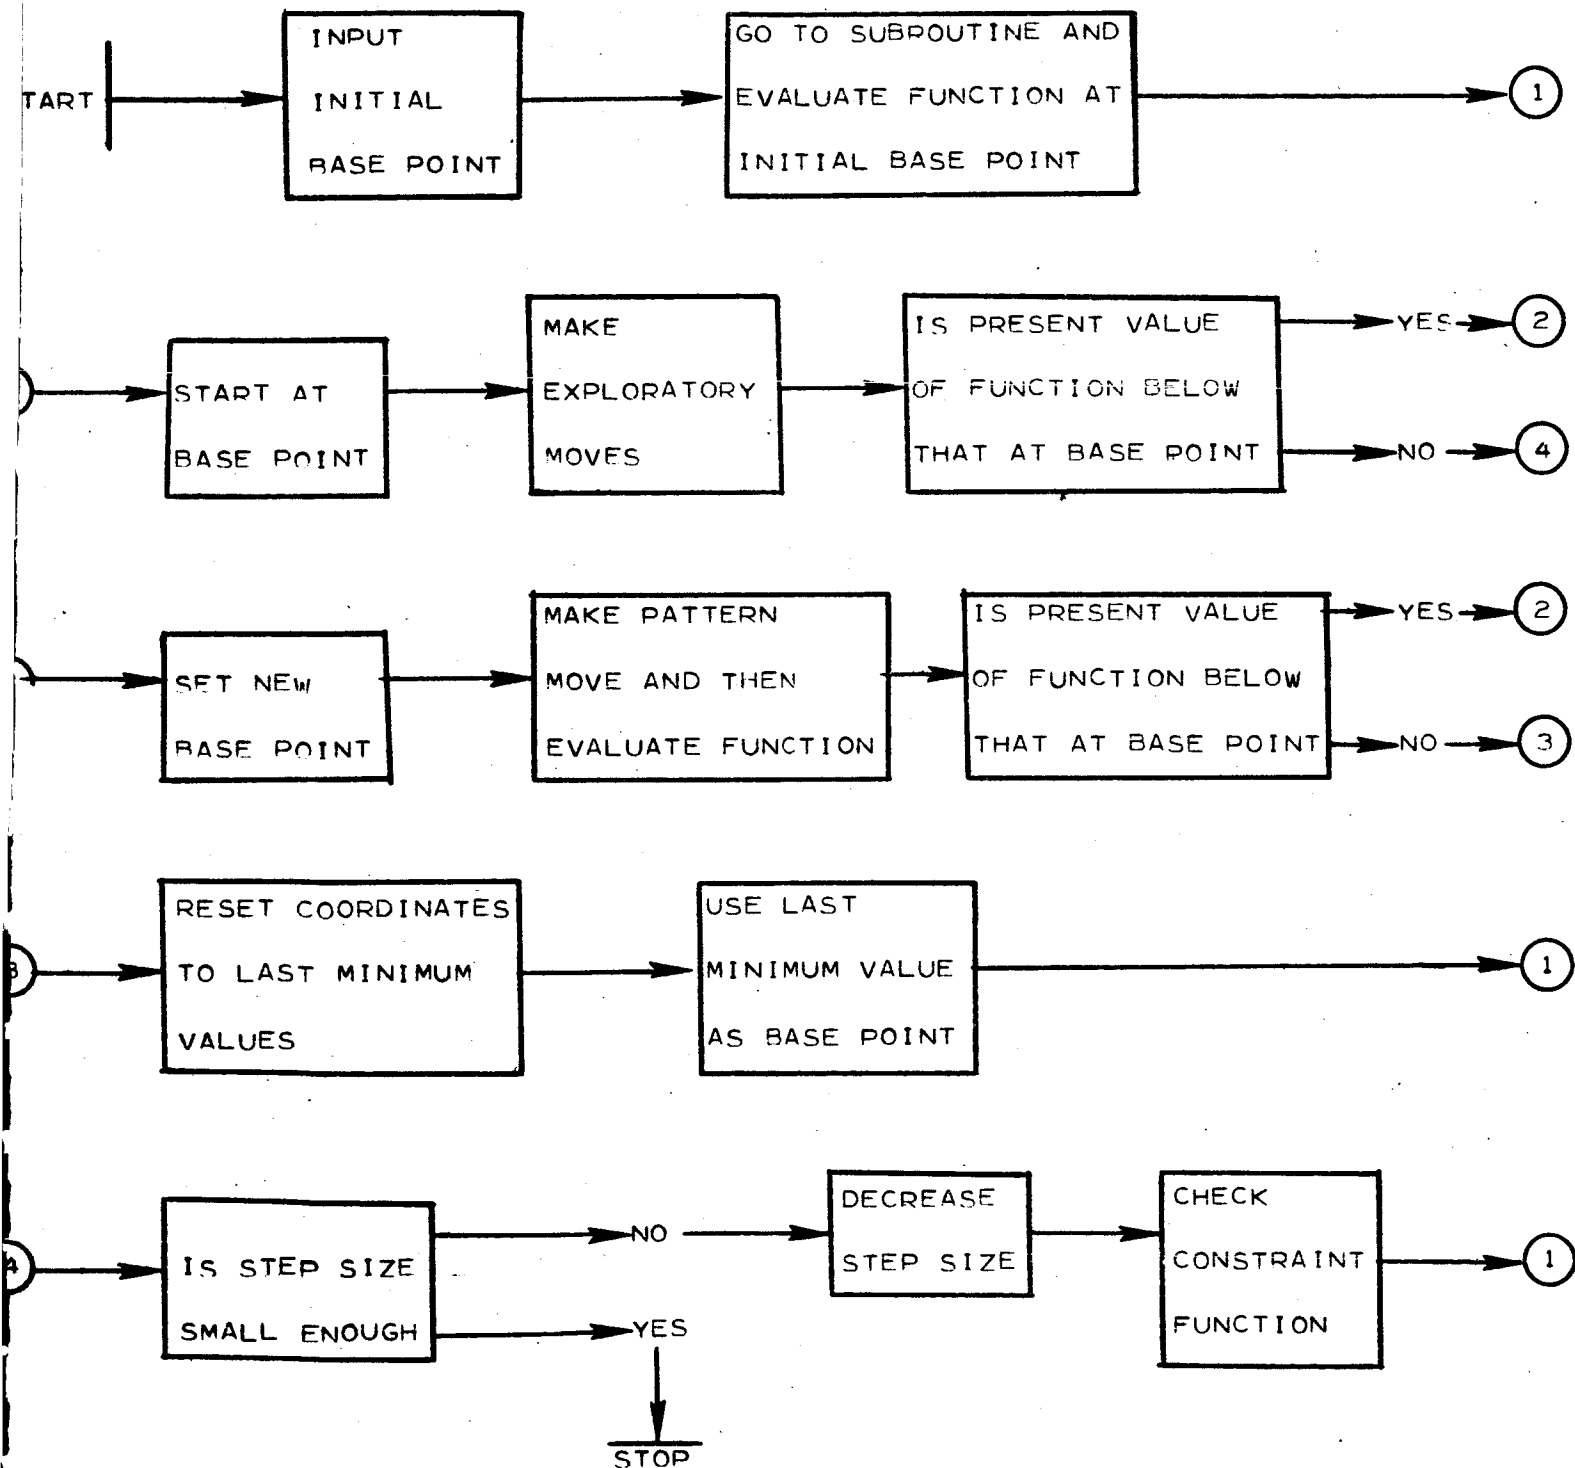 TART
INPUT
INITIAL
BASE POINT
GO TO SUBROUTINE AND
EVALUATE FUNCTION AT
INITIAL BASE POINT
1
START AT
BASE POINT
MAKE
EXPLORATORY
MOVES
IS PRESENT VALUE
OF FUNCTION BELOW
THAT AT BASE POINT
YES
2
NO
4
SET NEW
BASE POINT
MAKE PATTERN
MOVE AND THEN
EVALUATE FUNCTION
IS PRESENT VALUE
OF FUNCTION BELOW
THAT AT BASE POINT
YES
2
NO
3
3
RESET COORDINATES
TO LAST MINIMUM
VALUES
USE LAST
MINIMUM VALUE
AS BASE POINT
1
4
IS STEP SIZE
SMALL ENOUGH
NO
YES
STOP
DECREASE
STEP SIZE
CHECK
CONSTRAINT
FUNCTION
1